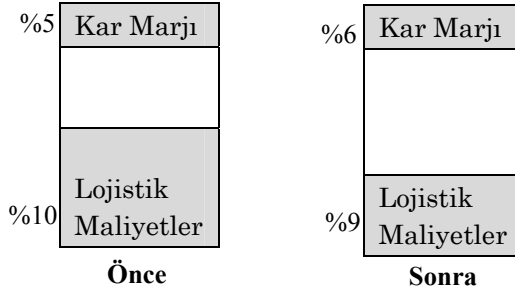 %5 Kar Marjı
%10 Lojistik
Maliyetler
Önce
%6 Kar Marjı
%9 Lojistik
Maliyetler
Sonra